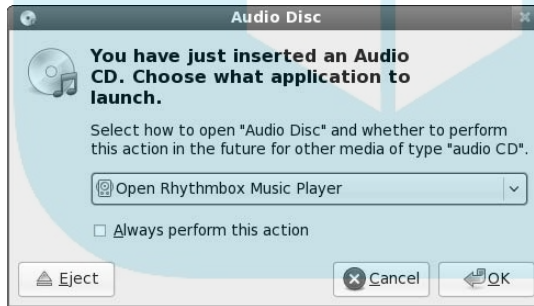 Audio Disc
You have just inserted an Audio
CD. Choose what application to
launch.
Select how to open "Audio Disc" and whether to perform
this action in the future for other media of type "audio CD".
Open Rhythmbox Music Player
Always perform this action
Eject
Cancel
OK